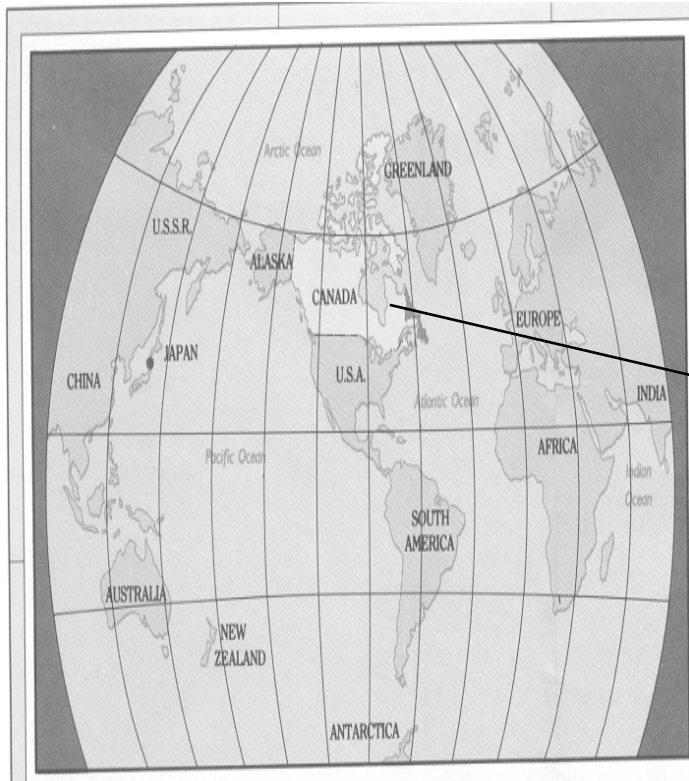 Arctic Ocean
GREENLAND
U.S.S.R.
ALASKA
CANADA
EUROPE
JAPAN
CHINA
U.S.A.
INDIA
Atlantic Ocean
AFRICA
Pacific Ocean
Indian
Ocean
SOUTH
AMERICA
AUSTRALIA
NEW
ZEALAND
ANTARCTICA